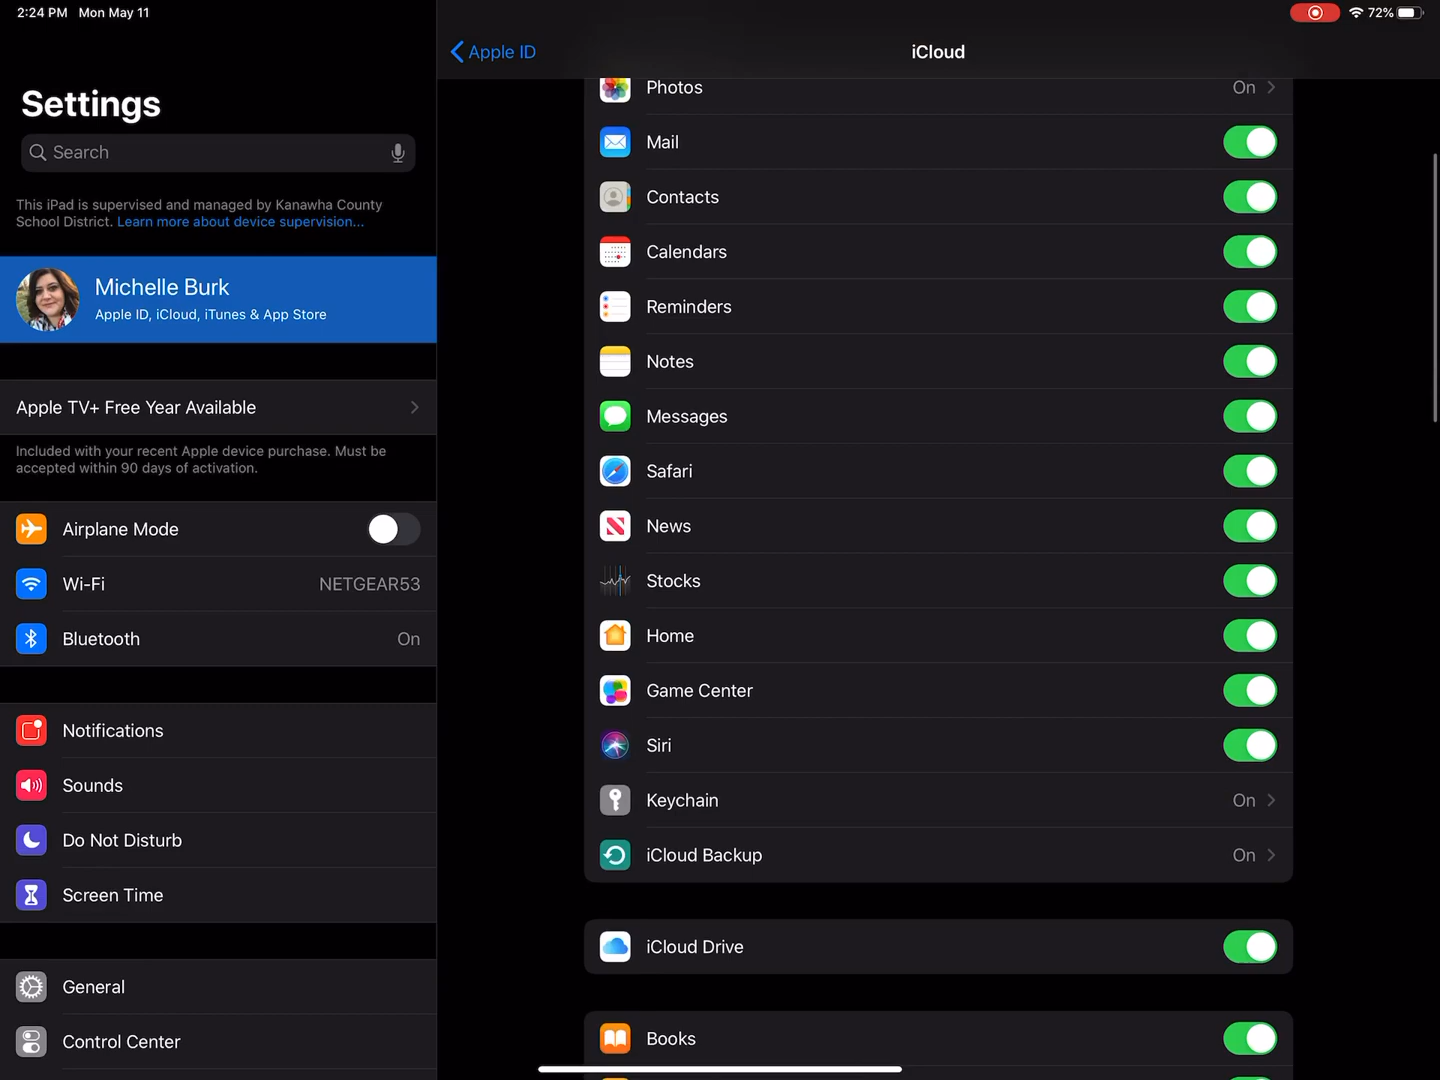 2:24 PM Mon May 11
72%
Settings
Search
This iPad is supervised and managed by Kanawha County
School District. Learn more about device supervision...
Michelle Burk
Apple ID, iCloud, iTunes & App Store
Apple TV+ Free Year Available
Included with your recent Apple device purchase. Must be
accepted within 90 days of activation.
Airplane Mode
Wi-Fi NETGEAR53
Bluetooth On
Notifications
Sounds
Do Not Disturb
Screen Time
General
Control Center
Apple ID
iCloud
Photos On
Mail
Contacts
Calendars
Reminders
Notes
Messages
Safari
News
Stocks
Home
Game Center
Siri
Keychain On
iCloud Backup On
iCloud Drive
Books